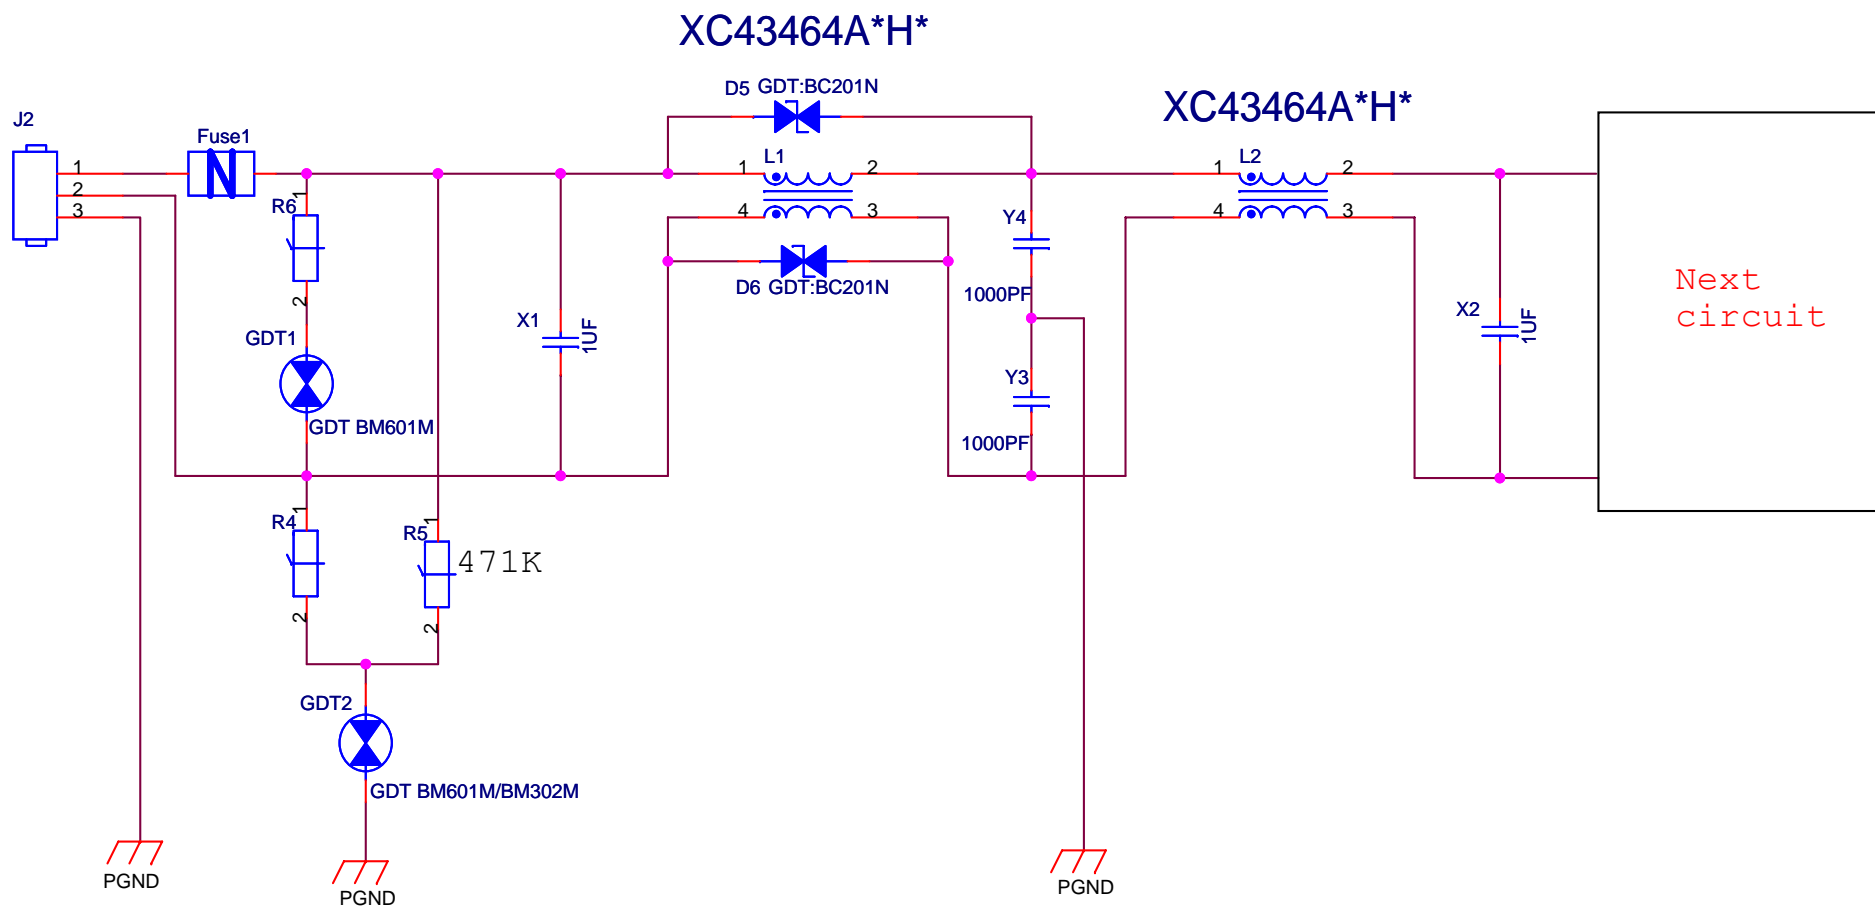 XC43464A*H*
D5 GDT:BC201N
XC43464A*H*
J2
Fuse1
1
2
3
L1
1
2
4
3
L2
1
2
4
3
R6
1
2
Y4
1000PF
D6 GDT:BC201N
Next
circuit
X1
1UF
X2
1UF
GDT1
GDT BM601M
Y3
1000PF
R4
1
2
R5
1
2
471K
GDT2
GDT BM601M/BM302M
PGND
PGND
PGND